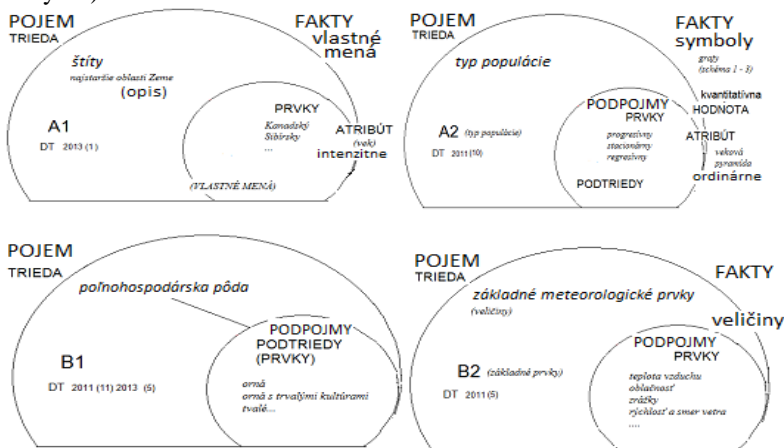 POJEM
TRIEDA
FAKTY
vlastné
mená
štíty
najstaršie oblasti Zeme
(opis)
A1
DT 2013 (1)
PRVKY
Kanadský
Sibírsky
...
ATRIBÚT
(vek)
intenzitne
(VLASTNÉ MENÁ)
POJEM
TRIEDA
FAKTY
symboly
grafy
(schéma 1 - 3)
typ populácie
kvantitatívna
HODNOTA
A2 (typ populácie)
DT 2011(10)
PODPOJMY
PRVKY
progresívny
stacionárny
regresívny
PODTRIEDY
ATRIBÚT
veková
pyramída
ordinárne
POJEM
TRIEDA
poľnohospodárska pôda
B1
DT 2011 (11) 2013 (5)
PODPOJMY
PODTRIEDY
(PRVKY)
orná
orná s trvalými kultúrami
tvalé...
POJEM
TRIEDA
FAKTY
základné meteorologické prvky
(veličiny)
veličiny
B2 (základné prvky)
DT 2011 (5)
PODPOJMY
PRVKY
teplota vzduchu
oblačnosť
zrážky
rýchlosť a smer vetra
....